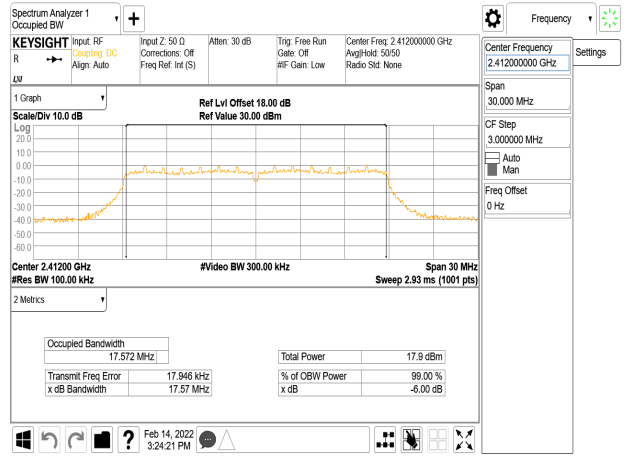 Spectrum Analyzer 1
Occupied BW
Frequency
KEYSIGHT
R
Input: RF
Coupling: DC
Align: Auto
Input Z: 50 Ω
Corrections: Off
Freq Ref: Int (S)
Atten: 30 dB
Trig: Free Run
Gate: Off
#IF Gain: Low
Center Freq: 2.412000000 GHz
Avg|Hold: 50/50
Radio Std: None
Center Frequency
2.412000000 GHz
Settings
Span
30.000 MHz
CF Step
3.000000 MHz
Auto
Man
Freq Offset
0 Hz
1 Graph
Scale/Div 10.0 dB
Ref Lvl Offset 18.00 dB
Ref Value 30.00 dBm
Log
20.0
10.0
0.00
-10.0
-20.0
-30.0
-40.0
-50.0
-60.0
Center 2.41200 GHz
#Res BW 100.00 kHz
#Video BW 300.00 kHz
Span 30 MHz
Sweep 2.93 ms (1001 pts)
2 Metrics
Occupied Bandwidth
17.572 MHz
Total Power 17.9 dBm
Transmit Freq Error 17.946 kHz
% of OBW Power 99.00 %
x dB Bandwidth 17.57 MHz
x dB -6.00 dB
Feb 14, 2022
3:24:21 PM